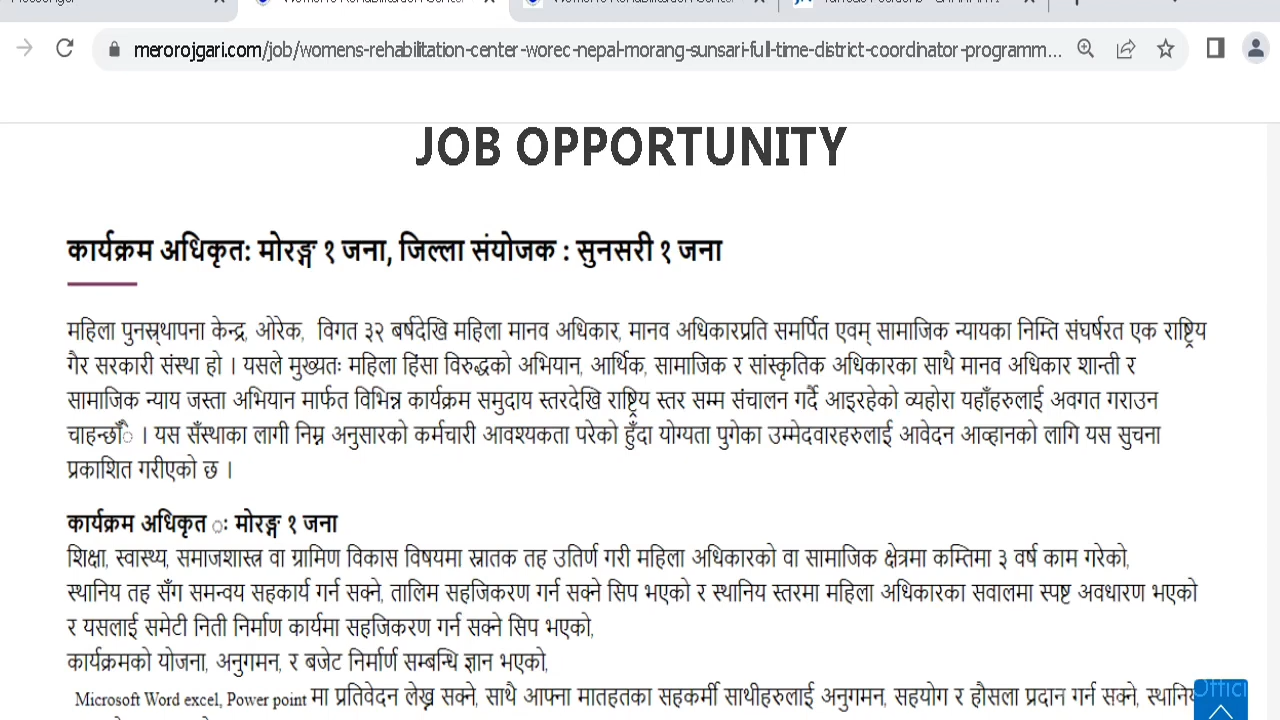 merorojgari.com/job/womens-rehabilitation-center-worec-nepal-morang-sunsari-full-time-district-coordinator-programm...
JOB OPPORTUNITY
कार्यक्रम अधिकृत: मोरङ्ग १ जना, जिल्ला संयोजक : सुनसरी १ जना
महिला पुनस्र्थापना केन्द्र, ओरेक, विगत ३२ बर्षदेखि महिला मानव अधिकार, मानव अधिकारप्रति समर्पित एवम् सामाजिक न्यायका निम्ति संघर्षरत एक राष्ट्रिय
गैर सरकारी संस्था हो । यसले मुख्यतः महिला हिंसा विरुद्धको अभियान, आर्थिक, सामाजिक र सांस्कृतिक अधिकारका साथै मानव अधिकार शान्ती र
सामाजिक न्याय जस्ता अभियान मार्फत विभिन्न कार्यक्रम समुदाय स्तरदेखि राष्ट्रिय स्तर सम्म संचालन गर्दै आइरहेको व्यहोरा यहाँहरुलाई अवगत गराउन
चाहन्छाँै । यस सँस्थाका लागी निम्न अनुसारको कर्मचारी आवश्यकता परेको हुँदा योग्यता पुगेका उम्मेदवारहरुलाई आवेदन आव्हानको लागि यस सुचना
प्रकाशित गरीएको छ ।
कार्यक्रम अधिकृत ः मोरङ्ग १ जना
शिक्षा, स्वास्थ्य, समाजशास्त्र वा ग्रामिण विकास विषयमा स्नातक तह उतिर्ण गरी महिला अधिकारको वा सामाजिक क्षेत्रमा कम्तिमा ३ वर्ष काम गरेको,
स्थानिय तह सँग समन्वय सहकार्य गर्न सक्ने, तालिम सहजिकरण गर्न सक्ने सिप भएको र स्थानिय स्तरमा महिला अधिकारका सवालमा स्पष्ट अवधारण भएको
र यसलाई समेटी निती निर्माण कार्यमा सहजिकरण गर्न सक्ने सिप भएको,
कार्यक्रमको योजना, अनुगमन, र बजेट निर्मार्ण सम्बन्धि ज्ञान भएको,
Microsoft Word excel, Power point मा प्रतिवेदन लेख्न सक्ने, साथै आफ्ना मातहतका सहकर्मी साथीहरुलाई अनुगमन, सहयोग र हौसला प्रदान गर्न सक्ने,